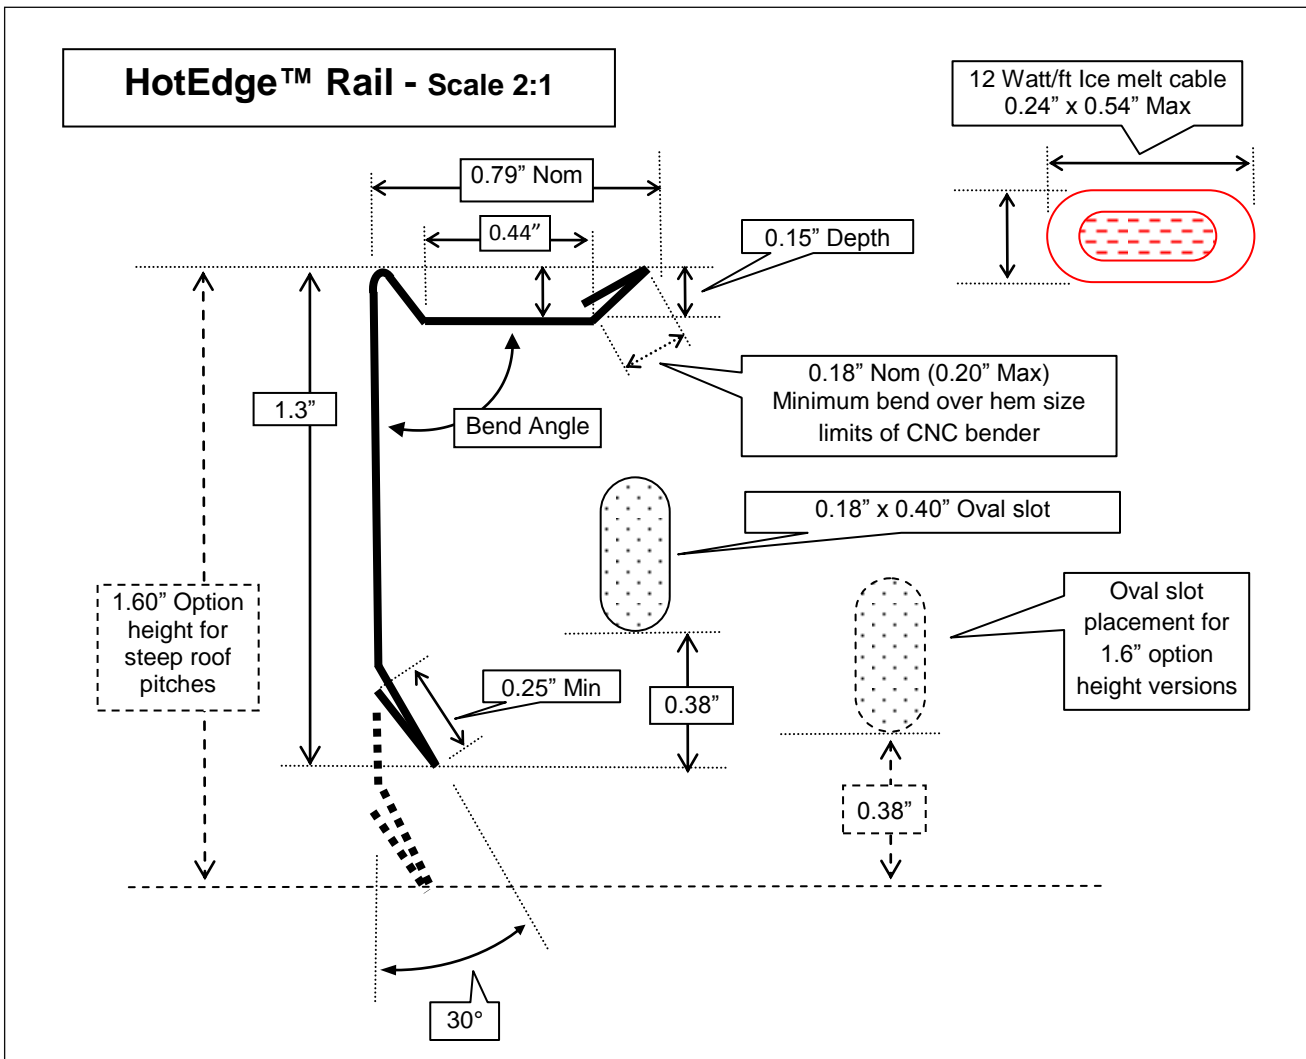 HotEdge™ Rail - Scale 2:1
12 Watt/ft Ice melt cable
0.24” x 0.54” Max
0.79” Nom
0.44”
0.15” Depth
0.18” Nom (0.20” Max)
Minimum bend over hem size
limits of CNC bender
1.3”
Bend Angle
0.18” x 0.40” Oval slot
1.60” Option
height for
steep roof
pitches
Oval slot
placement for
1.6” option
height versions
0.25” Min
0.38”
0.38”
30°